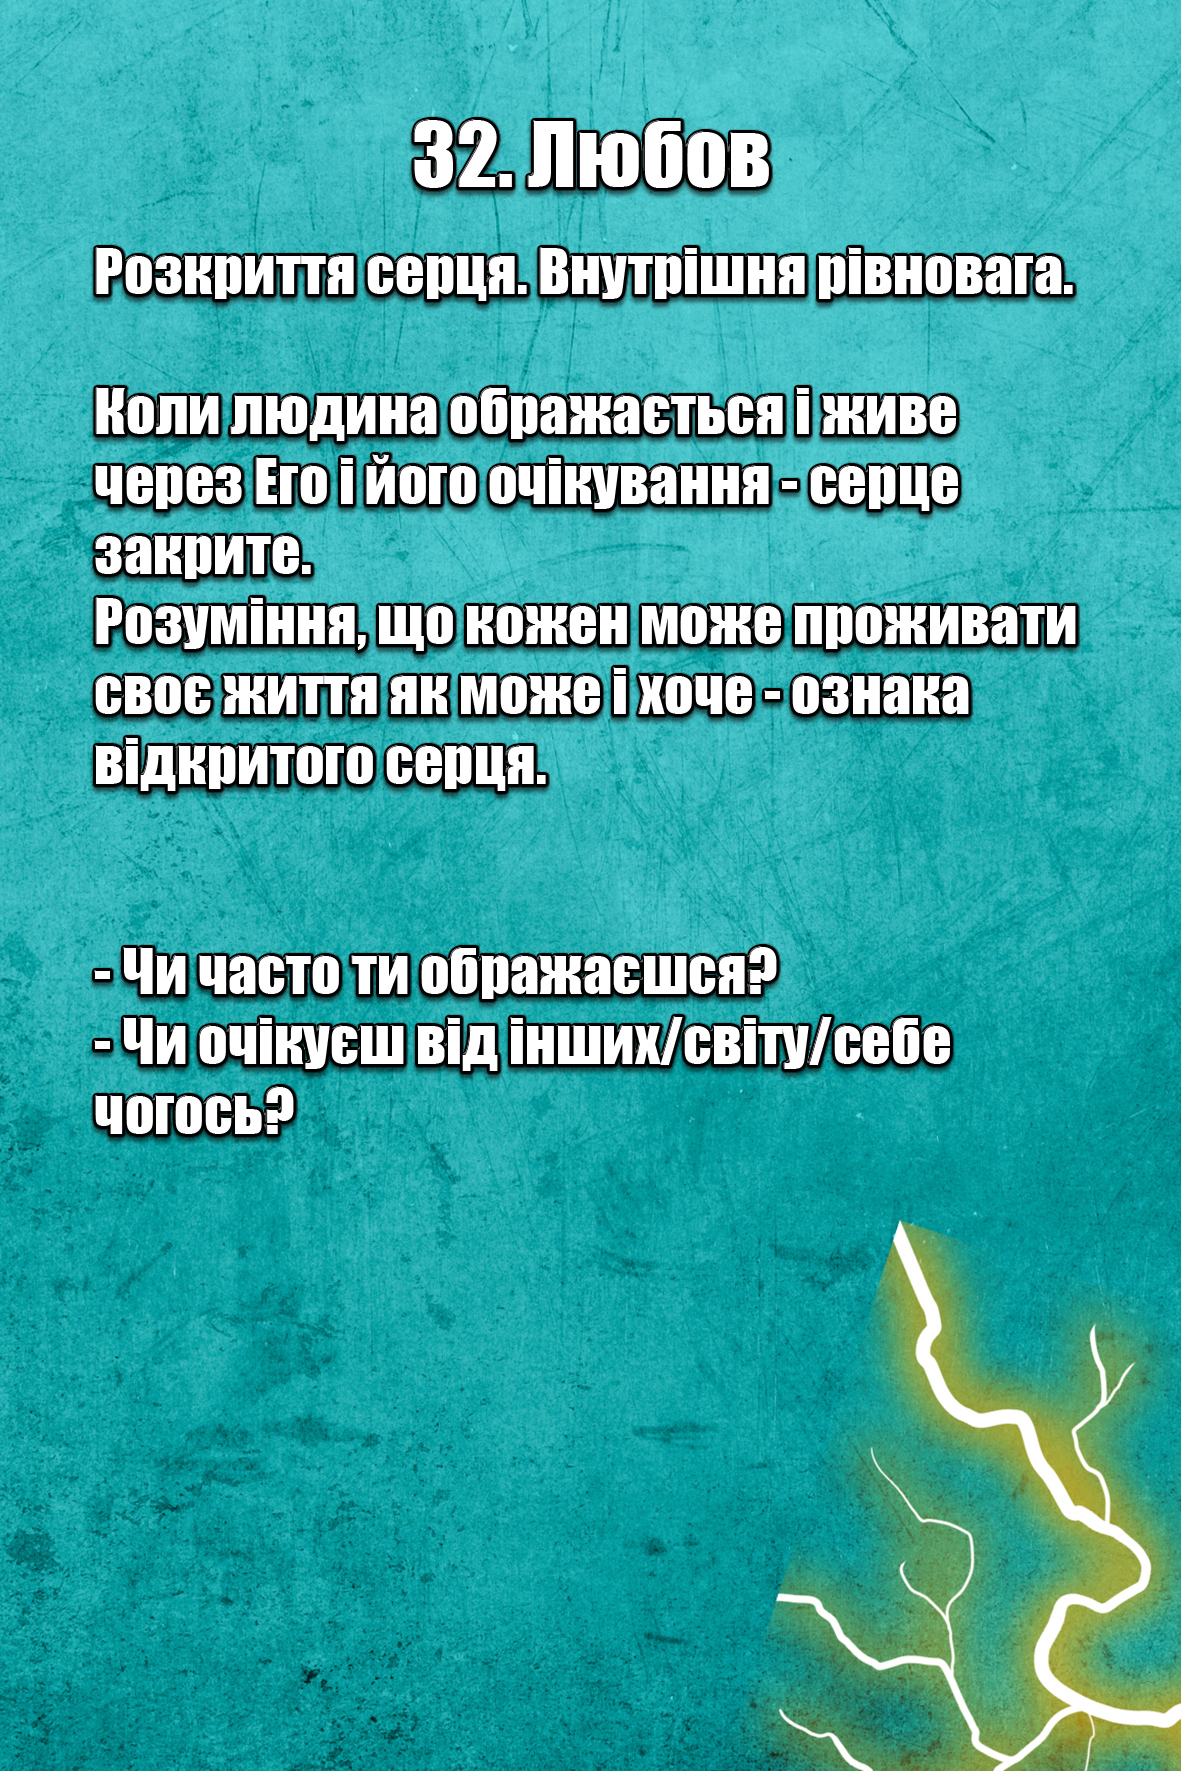 32. Любов
Розкриття серця. Внутрішня рівновага.
Коли людина ображається і живе
через Его і його очікування - серце
закрите.
Розуміння, що кожен може проживати
своє життя як може і хоче - ознака
відкритого серця.
- Чи часто ти ображаєшся?
- Чи очікуєш від інших/світу/себе
чогось?